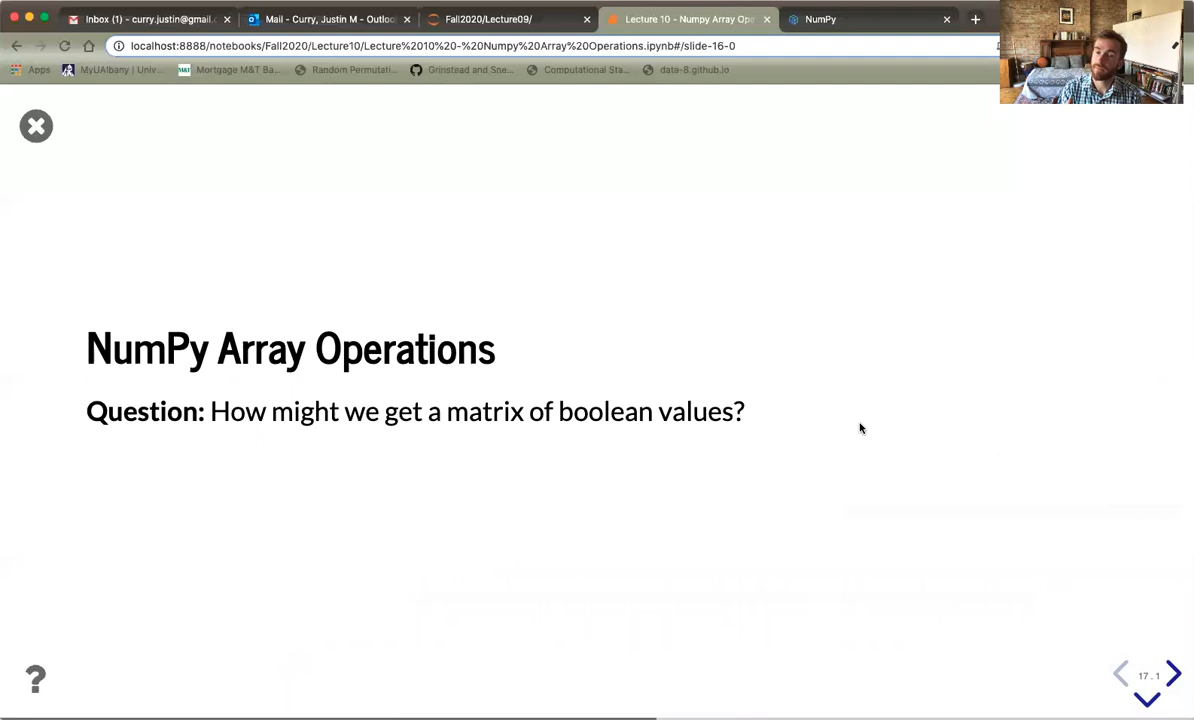 Inbox (1) - curry.justin@gmail.
Mail - Curry, Justin M - Outloo
Fall2020/Lecture09/
Lecture 10 - Numpy Array Ope
NumPy
localhost:8888/notebooks/Fall2020/Lecture10/Lecture%2010%20-%20Numpy%20Array%20Operations.ipynb#/slide-16-0
Apps
MyUAlbany | Univ...
Mortgage M&T Ba...
Random Permutati...
Grinstead and Sne...
Computational Sta...
data-8.github.io
NumPy Array Operations
Question: How might we get a matrix of boolean values?
?
17 . 1